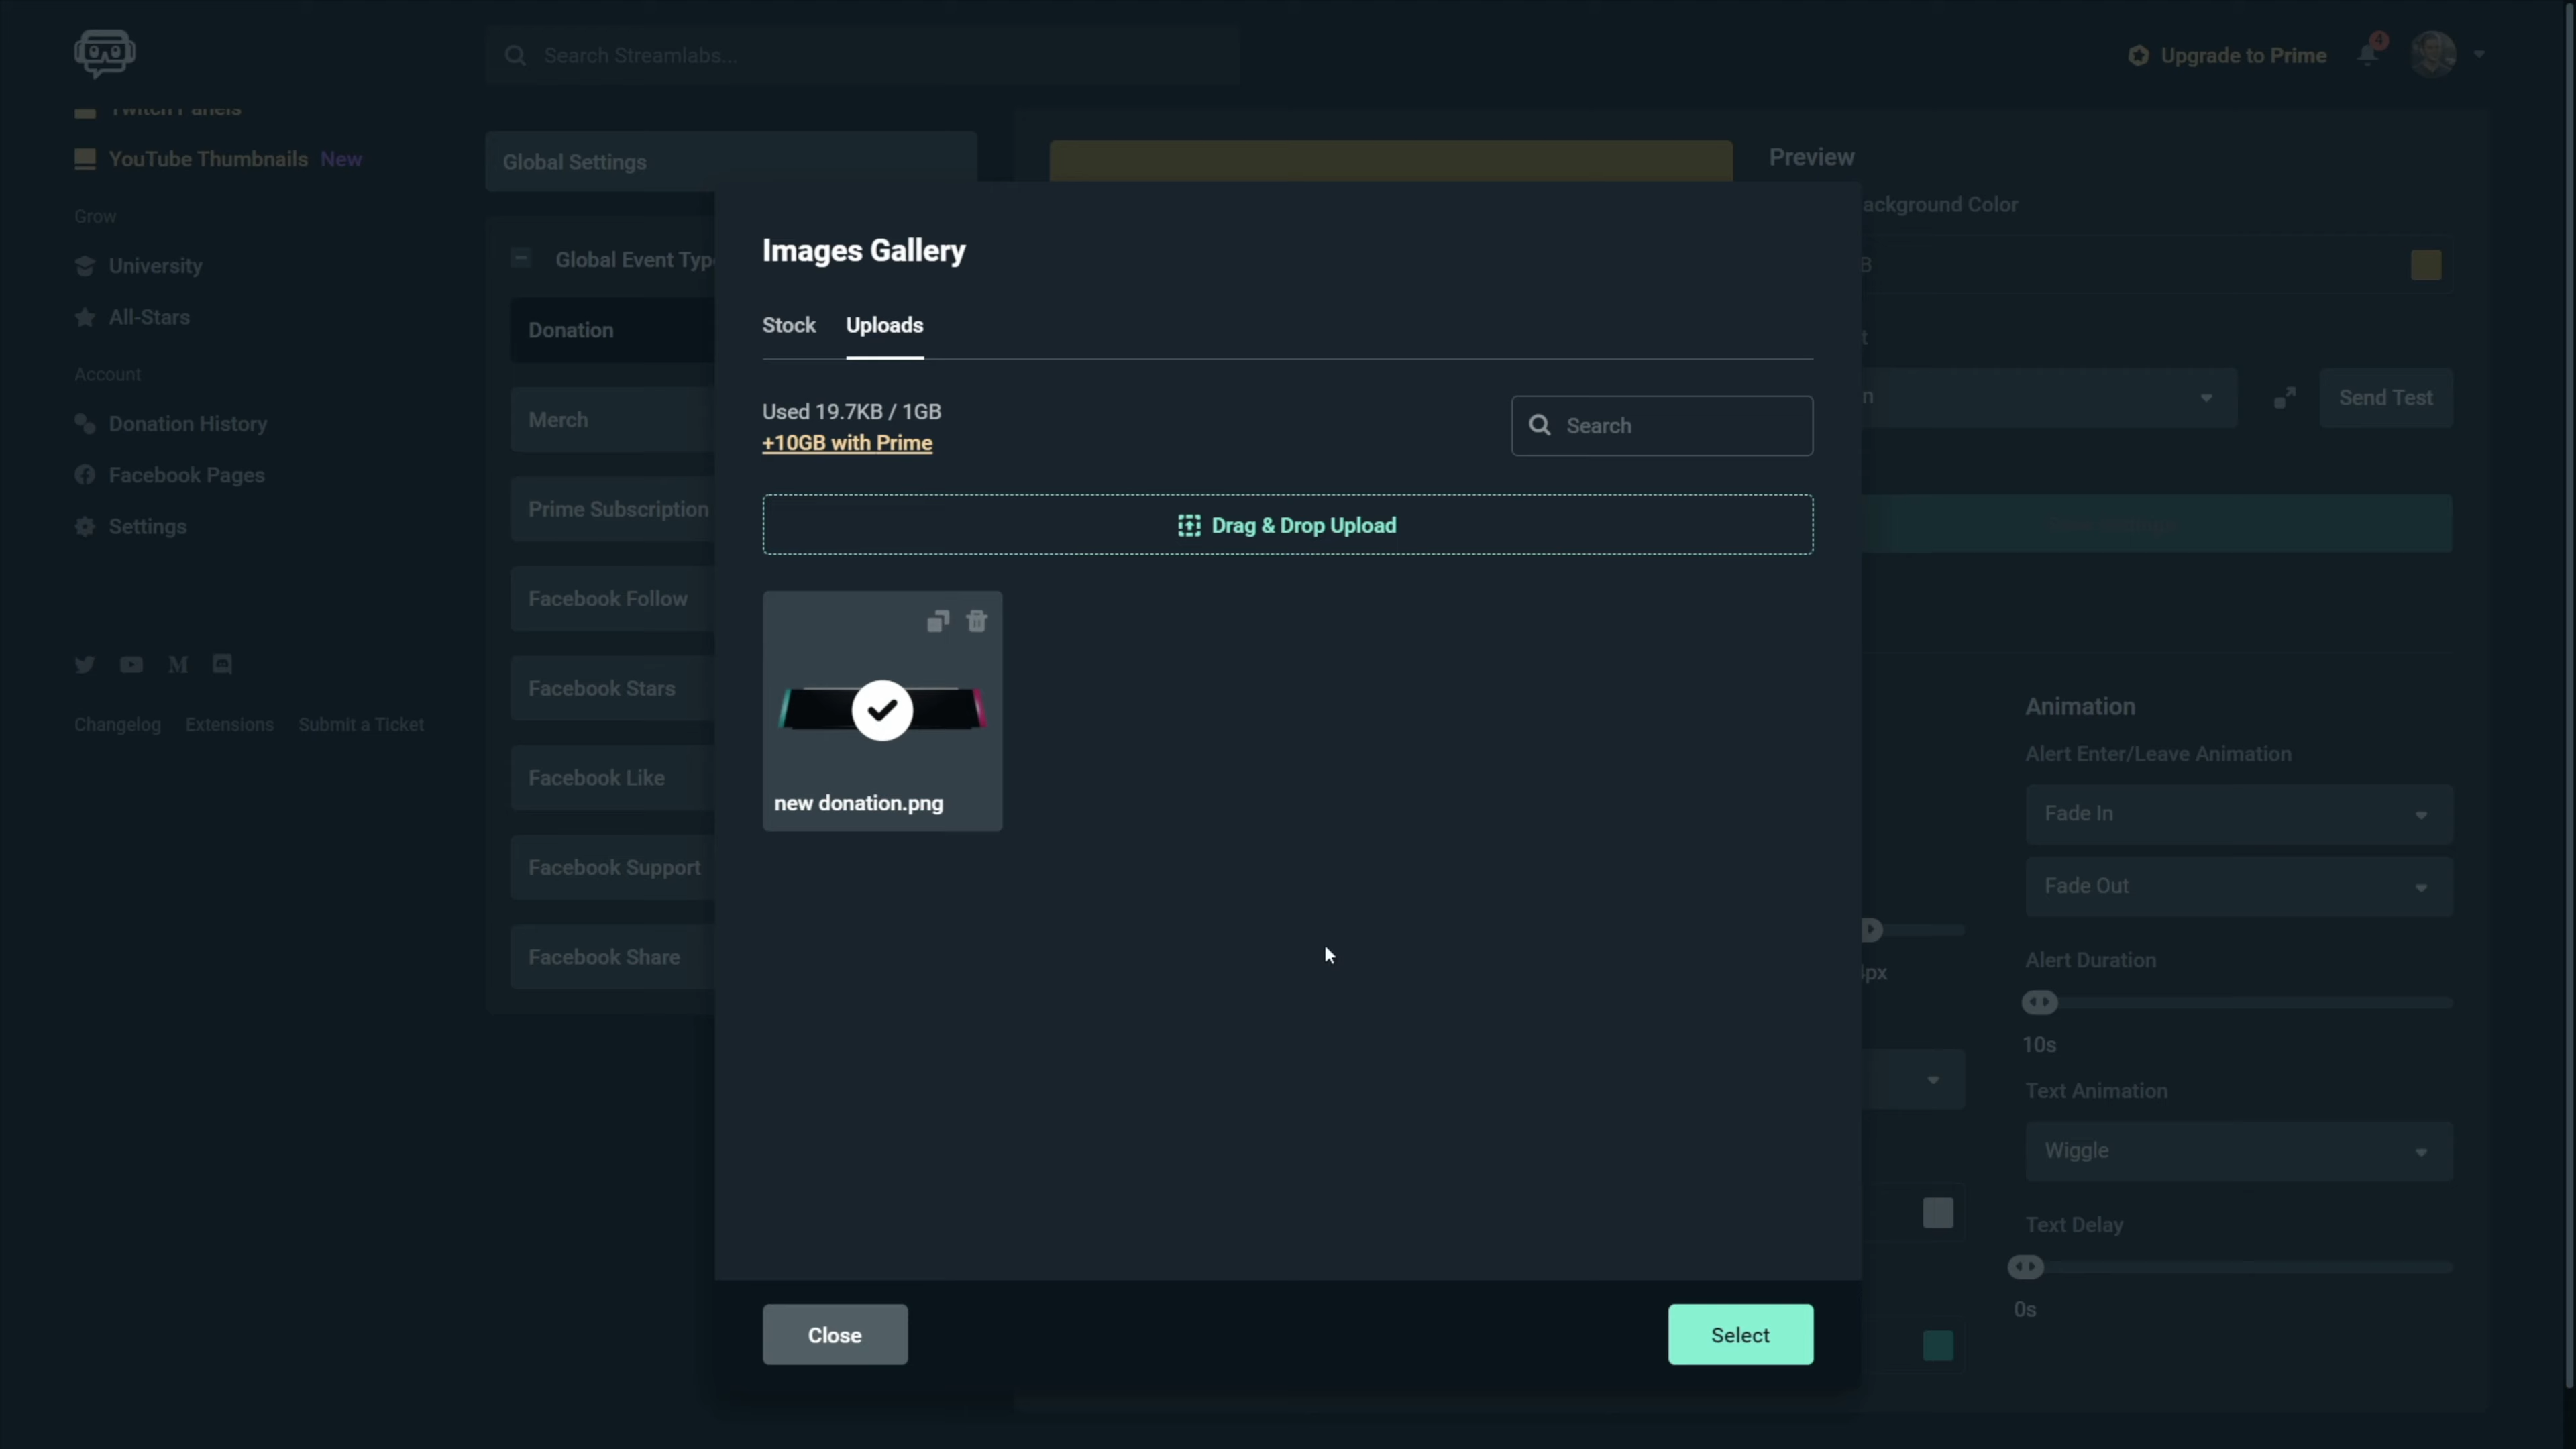 Search Streamlabs...
Upgrade to Prime
4
Twitch Panels
YouTube Thumbnails New
Grow
University
All-Stars
Account
Donation History
Facebook Pages
Settings
Changelog Extensions Submit a Ticket
Global Settings
Global Event Typ
Donation
Merch
Prime Subscription
Facebook Follow
Facebook Stars
Facebook Like
Facebook Support
Facebook Share
Images Gallery
Stock Uploads
Used 19.7KB / 1GB
+10GB with Prime
Search
Drag & Drop Upload
new donation.png
Close
Select
Preview
ackground Color
B
t
n
Send Test
px
Animation
Alert Enter/Leave Animation
Fade In
Fade Out
Alert Duration
10s
Text Animation
Wiggle
Text Delay
0s